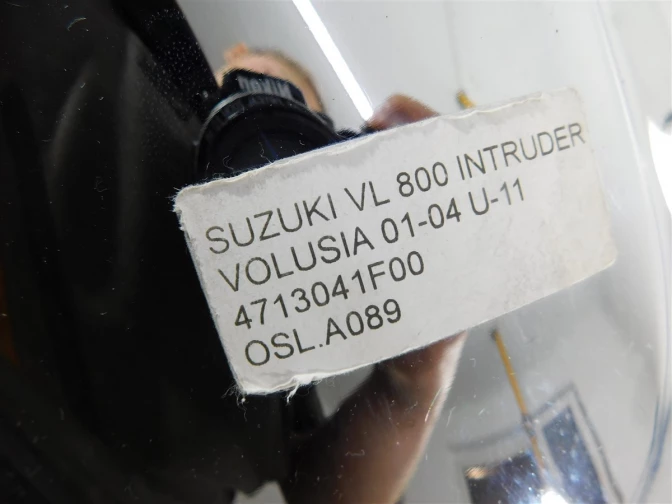 SUZUKI VL 800 INTRUDER
VOLUSIA 01-04 U-11
4713041F00
OSL.A089